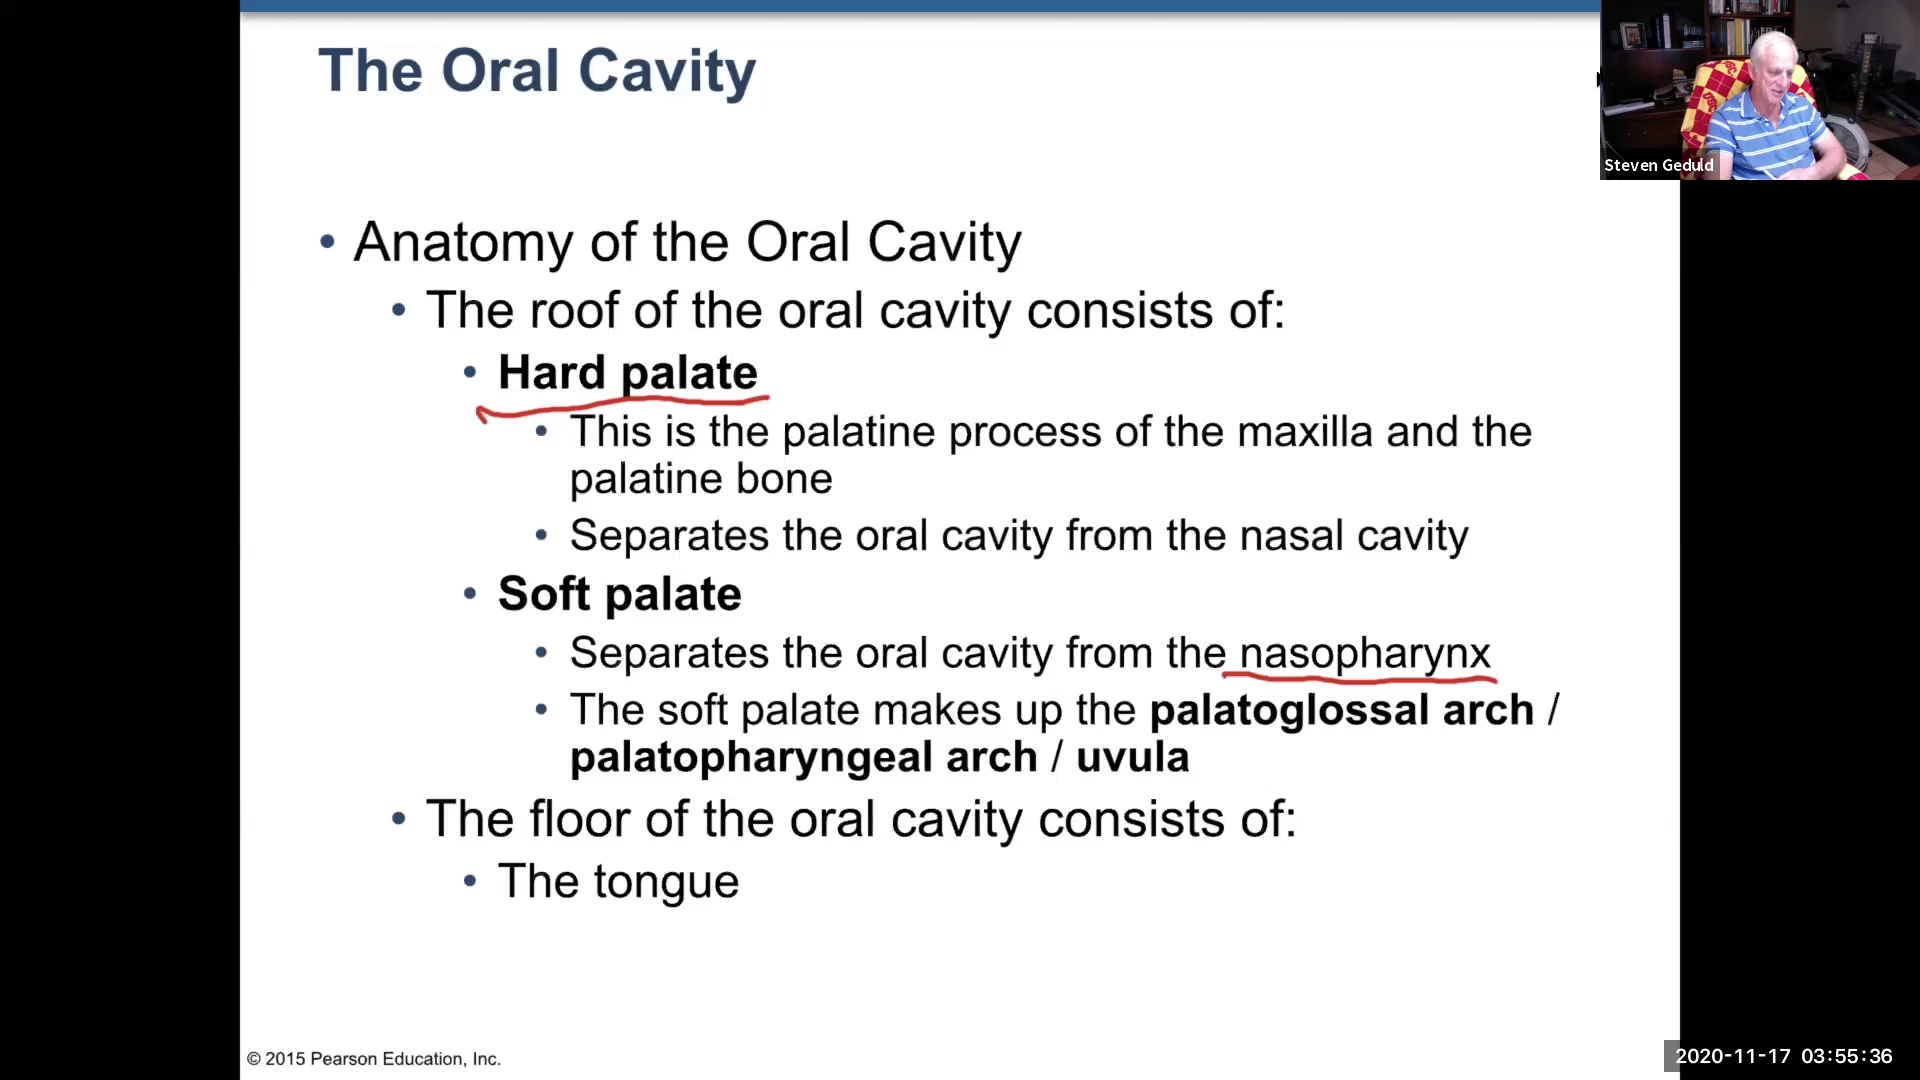 The Oral Cavity
Steven Geduld
• Anatomy of the Oral Cavity
• The roof of the oral cavity consists of:
• Hard palate
• This is the palatine process of the maxilla and the
palatine bone
• Separates the oral cavity from the nasal cavity
• Soft palate
• Separates the oral cavity from the nasopharynx
• The soft palate makes up the palatoglossal arch /
palatopharyngeal arch / uvula
• The floor of the oral cavity consists of:
• The tongue
© 2015 Pearson Education, Inc.
2020-11-17 03:55:36